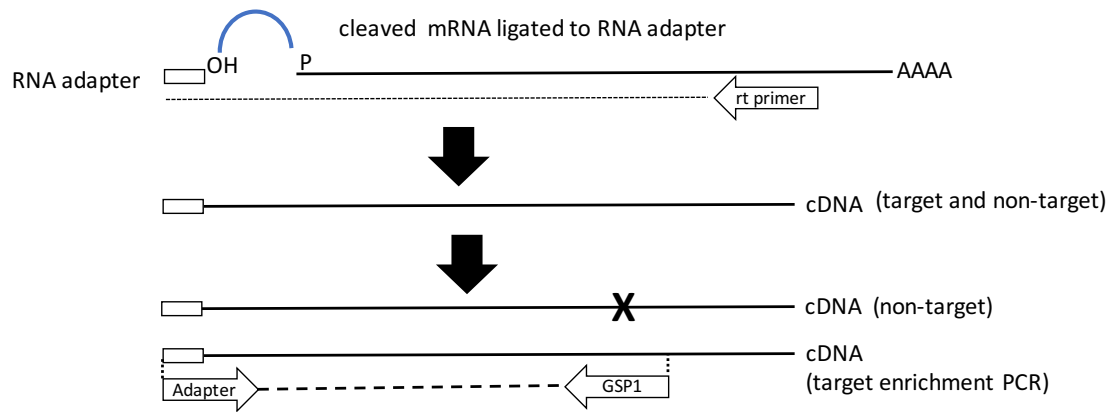 cleaved mRNA ligated to RNA adapter
OH
P
RNA adapter
AAAA
rt primer
cDNA (target and non-target)
X
cDNA (non-target)
cDNA
(target enrichment PCR)
Adapter
GSP1